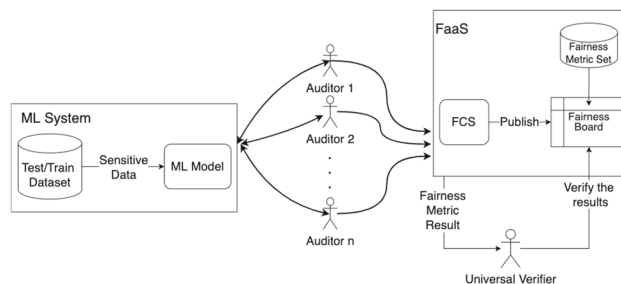 ML System
Test/Train
Dataset
Sensitive
Data
ML Model
Auditor 1
Auditor 2
Auditor n
FaaS
Fairness
Metric Set
FCS
Publish
Fairness
Board
Fairness
Metric
Result
Verify the
results
Universal Verifier